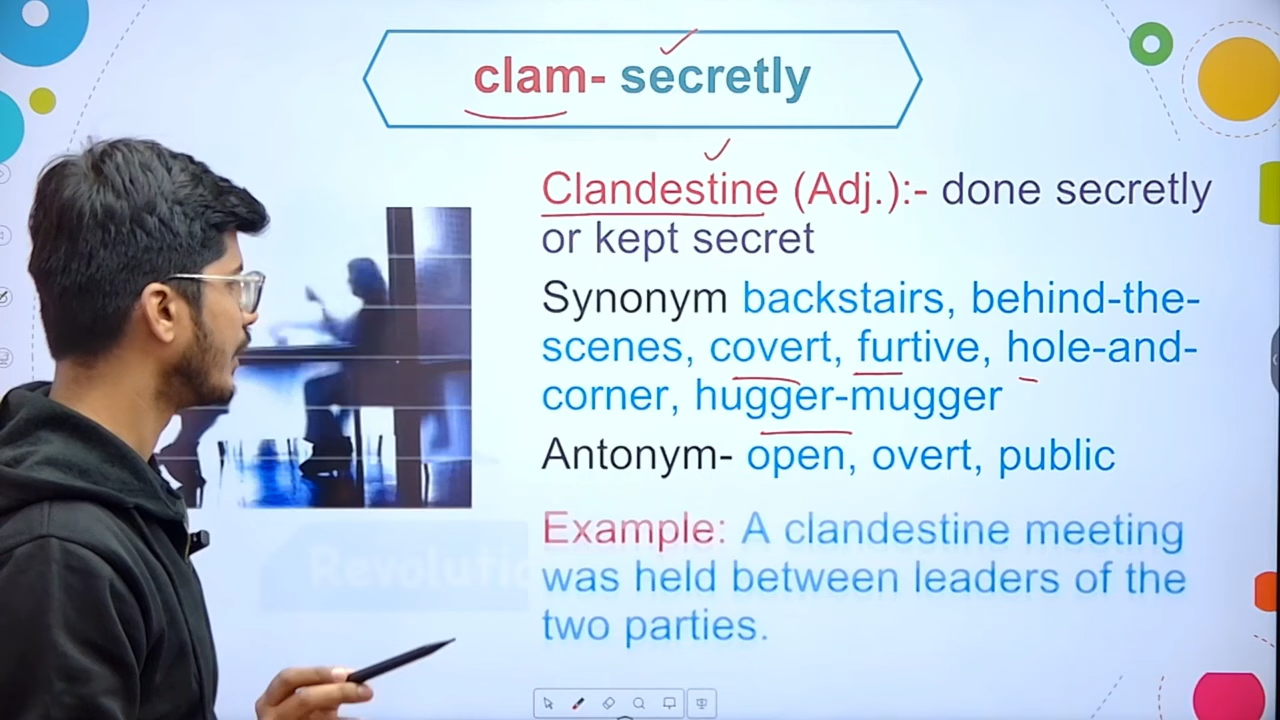 clam- secretly
Clandestine (Adj.):- done secretly
or kept secret
Synonym backstairs, behind-the-
scenes, covert, furtive, hole-and-
corner, hugger-mugger
Antonym- open, overt, public
Example: A clandestine meeting
was held between leaders of the
two parties.